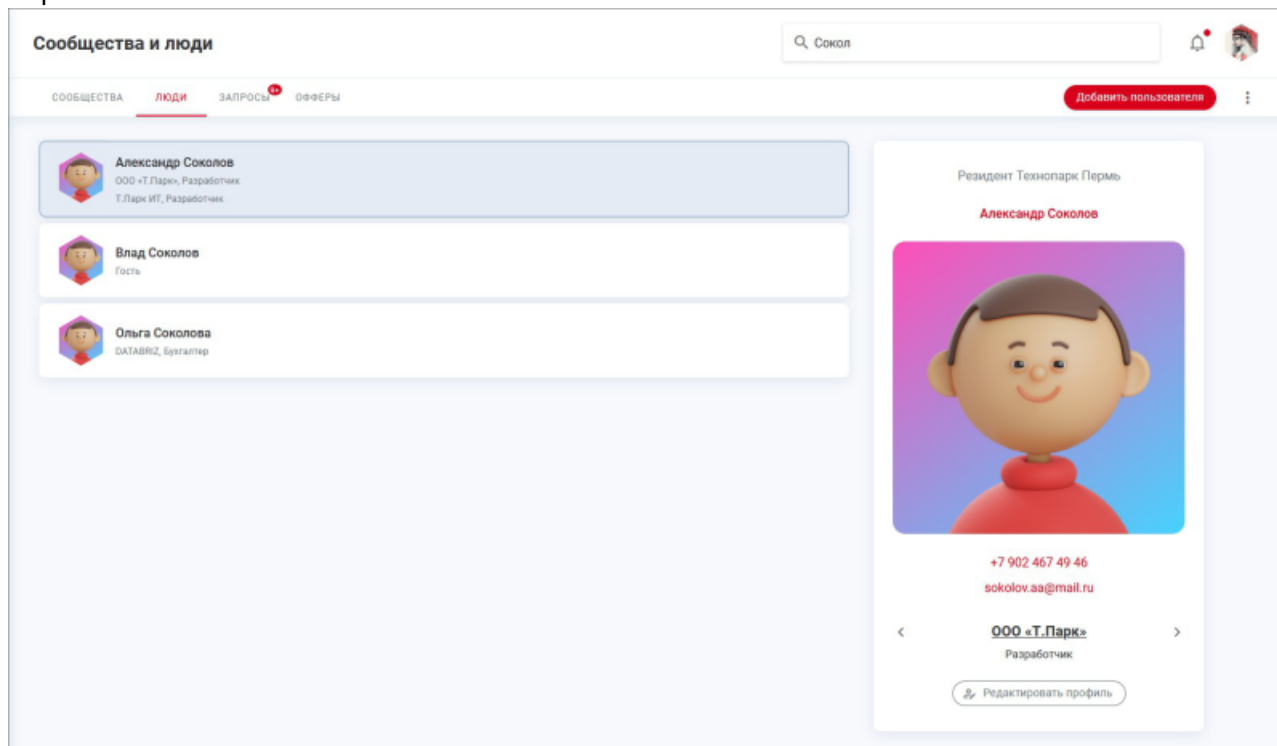 Сообщества и люди
Сокол
СООБЩЕСТВА ЛЮДИ ЗАПРОСЫ 9+ ОФФЕРЫ
Добавить пользователя
Александр Соколов
ООО «Т.Парк», Разработчик
Т.Парк ИТ, Разработчик
Влад Соколов
Гость
Ольга Соколова
DATABRIZ, Бухгалтер
Резидент Технопарк Пермь
Александр Соколов
+7 902 467 49 46
sokolov.aa@mail.ru
ООО «Т.Парк»
Разработчик
Редактировать профиль